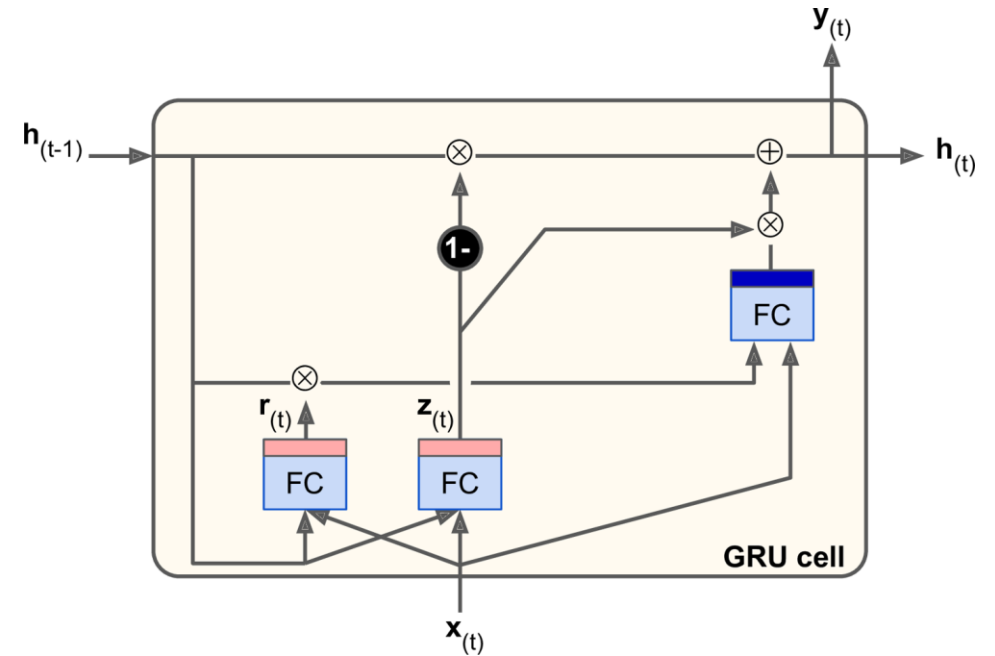 y(t)
h(t-1)
h(t)
1-
FC
r(t)
z(t)
FC
FC
GRU cell
x(t)